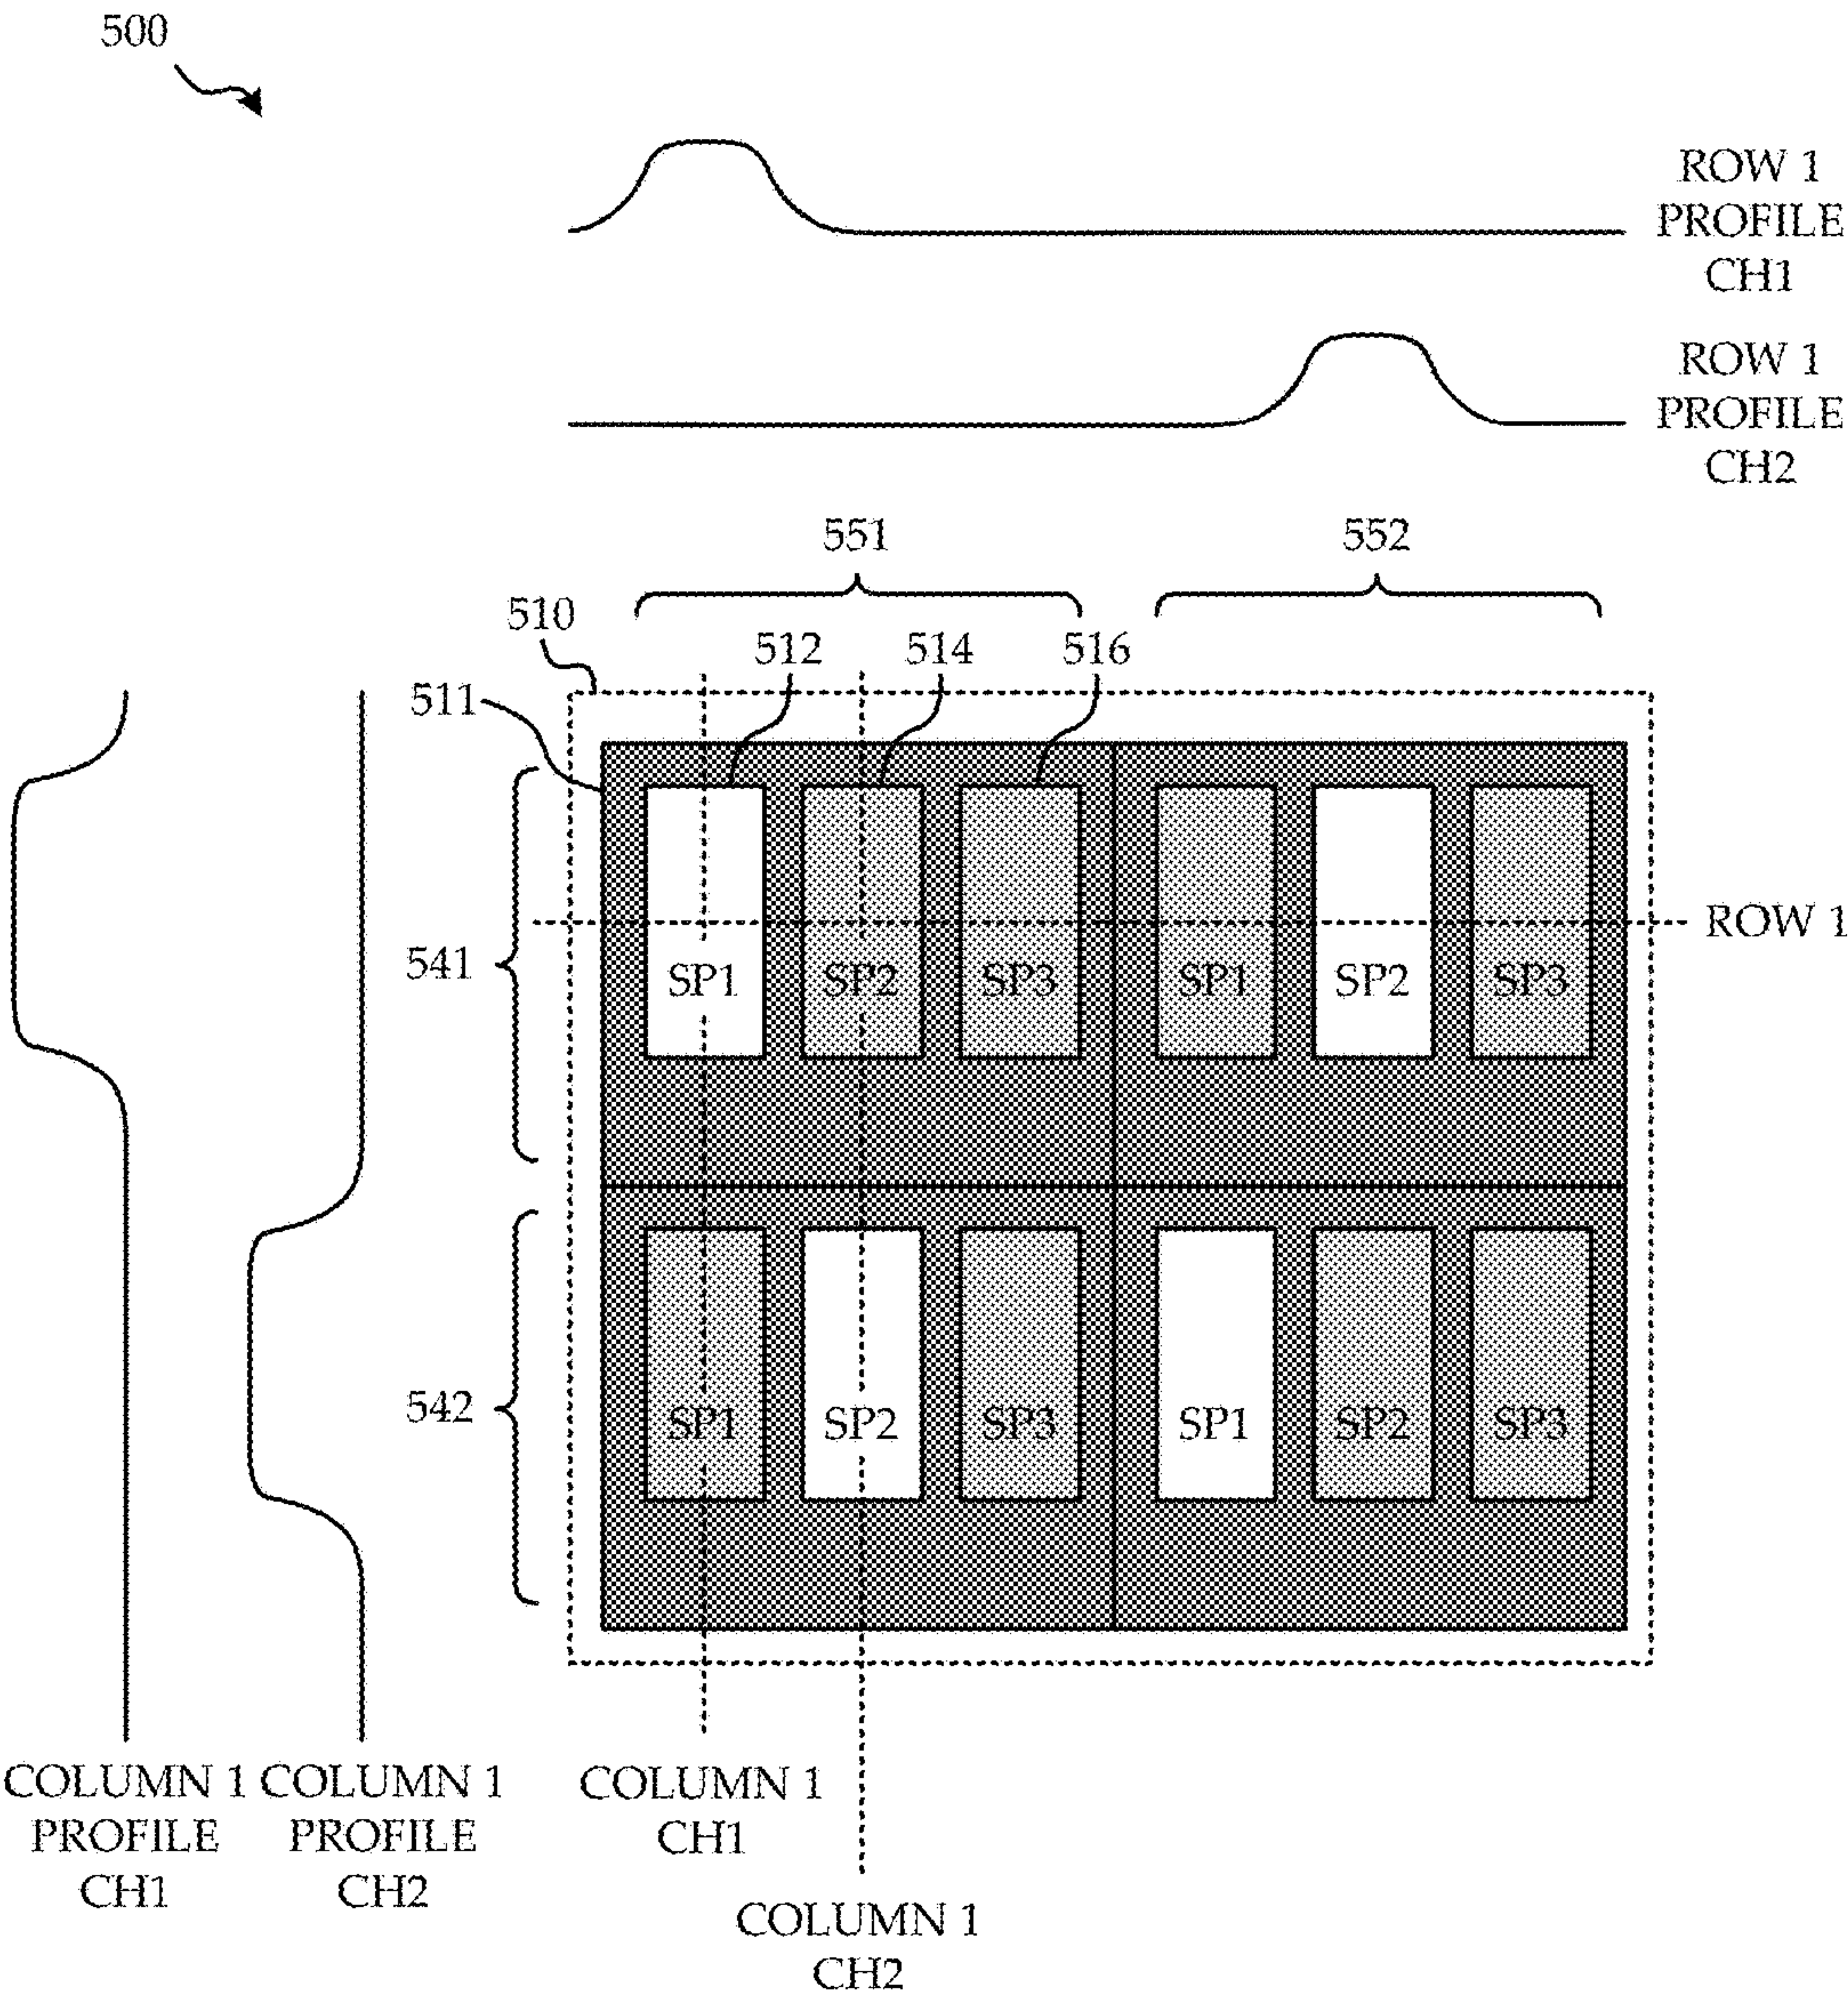 500
ROW 1
PROFILE
CH1
ROW 1
PROFILE
CH2
551
552
510
512
514
516
511
541
SP1
SP2
SP3
SP1
SP2
SP3
ROW 1
542
SP1
SP2
SP3
SP1
SP2
SP3
COLUMN 1
PROFILE
CH1
COLUMN 1
PROFILE
CH2
COLUMN 1
CH1
COLUMN 1
CH2